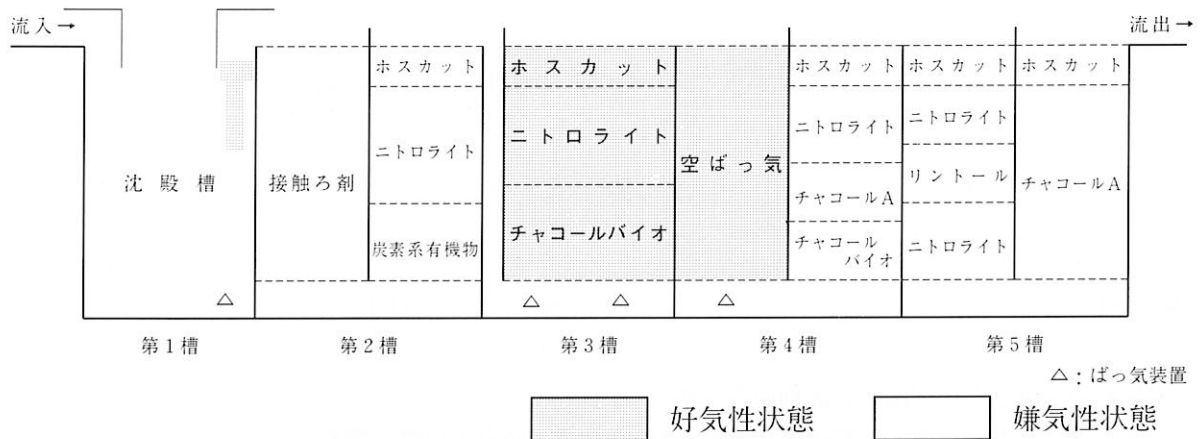 流入→
流出→
沈殿槽
接触ろ剤
ホスカット
ニトロライト
炭素系有機物
ホスカット
ニトロライト
チャコールバイオ
空ばっ気
ホスカット
ニトロライト
チャコールA
チャコール
バイオ
ホスカット
ニトロライト
リントール
ニトロライト
ホスカット
チャコールA
△
△
△
△
第1槽
第2槽
第3槽
第4槽
第5槽
△:ばっ気装置
好気性状態
嫌気性状態